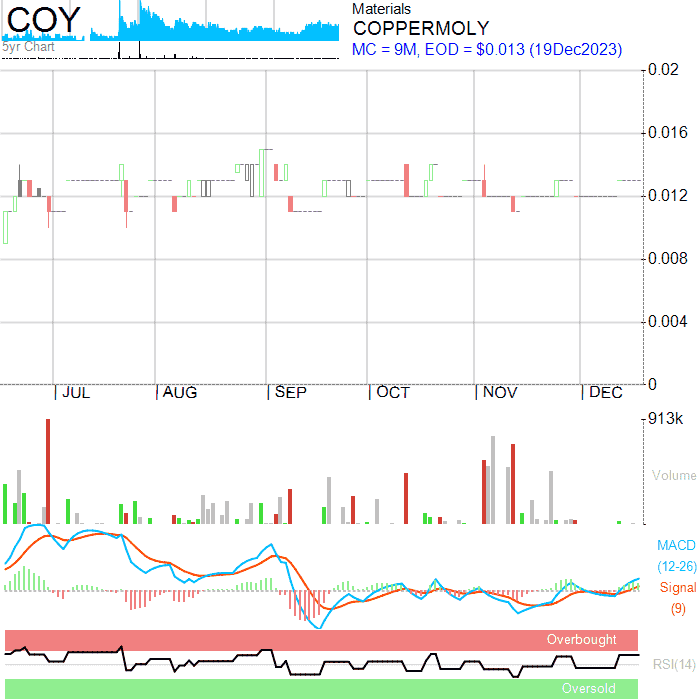 COY
5yr Chart
Materials
COPPERMOLY
MC = 9M, EOD = $0.013 (19Dec2023)
0.02
0.016
0.012
0.008
0.004
0
JUL AUG SEP OCT NOV DEC
913k
Volume
MACD
(12-26)
Signal
(9)
Overbought
RSI(14)
Oversold